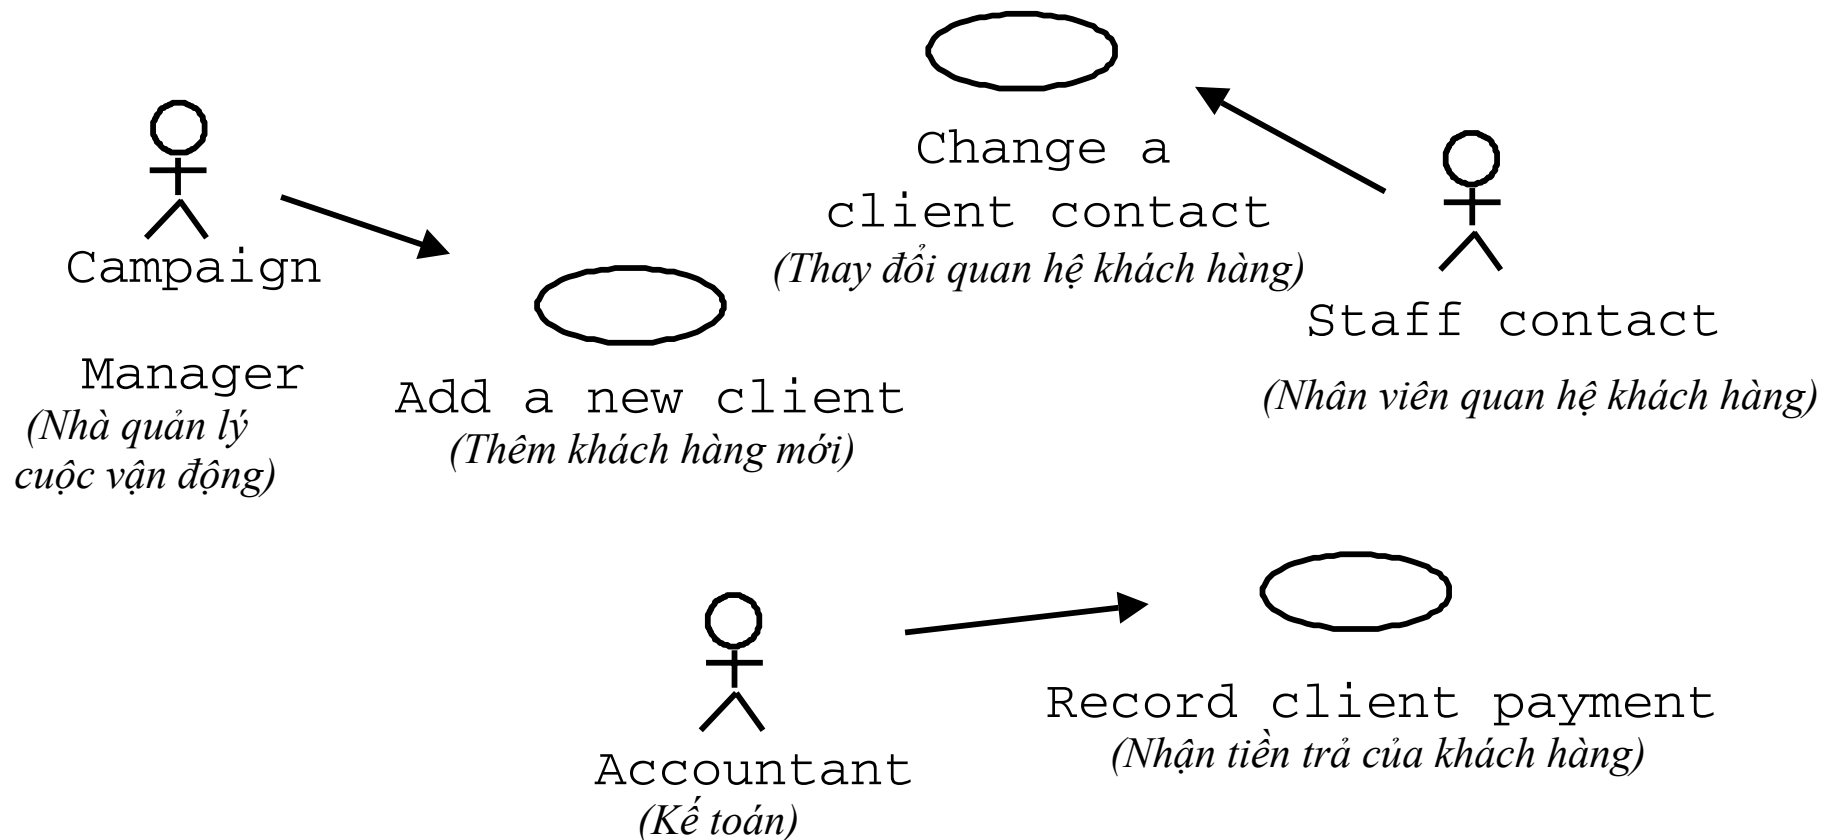 Change a
client contact
(Thay đổi quan hệ khách hàng)
Campaign
Manager
(Nhà quản lý
cuộc vận động)
Add a new client
(Thêm khách hàng mới)
Staff contact
(Nhân viên quan hệ khách hàng)
Record client payment
(Nhận tiền trả của khách hàng)
Accountant
(Kế toán)